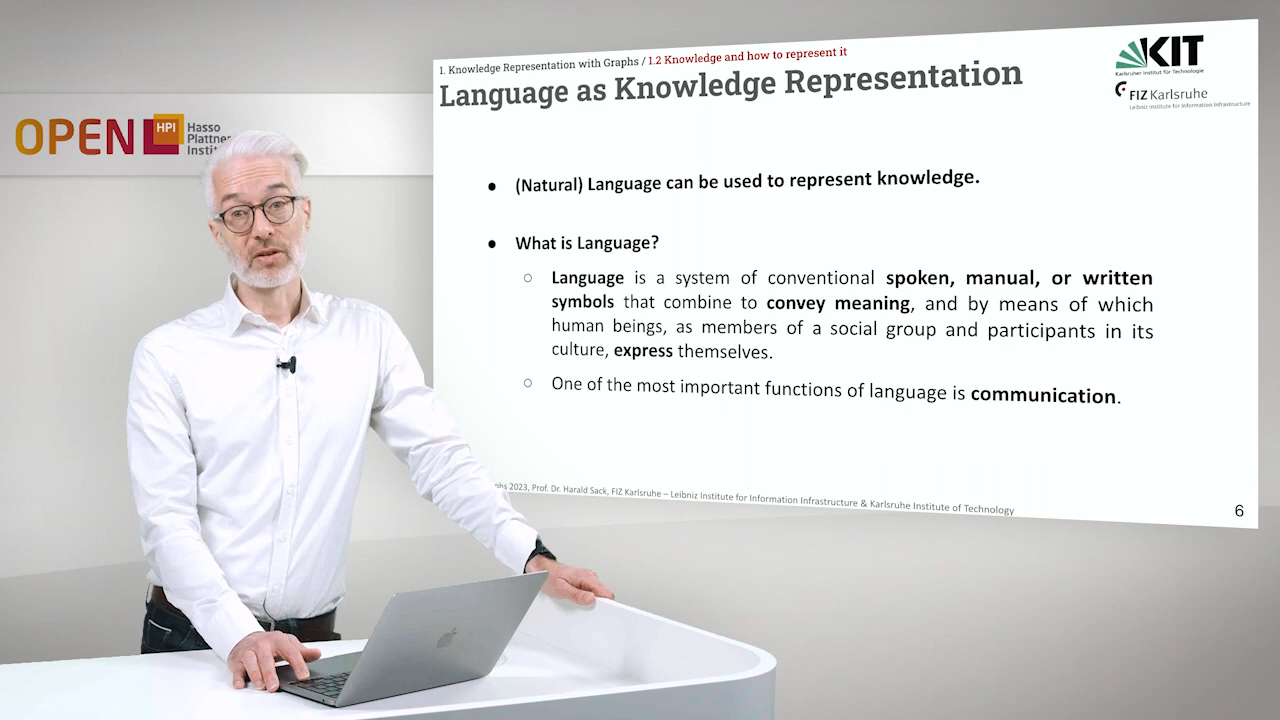 1. Knowledge Representation with Graphs / 1.2 Knowledge and how to represent it
Language as Knowledge Representation
KIT
Karlsruher Institut für Technologie
FIZ Karlsruhe
Leibniz Institute for Information Infrastructure
OPEN HPI
Hasso
Plattner
Instit
● (Natural) Language can be used to represent knowledge.
● What is Language?
○ Language is a system of conventional spoken, manual, or written
symbols that combine to convey meaning, and by means of which
human beings, as members of a social group and participants in its
culture, express themselves.
○ One of the most important functions of language is communication.
phs 2023, Prof. Dr. Harald Sack, FIZ Karlsruhe – Leibniz Institute for Information Infrastructure & Karlsruhe Institute of Technology
6